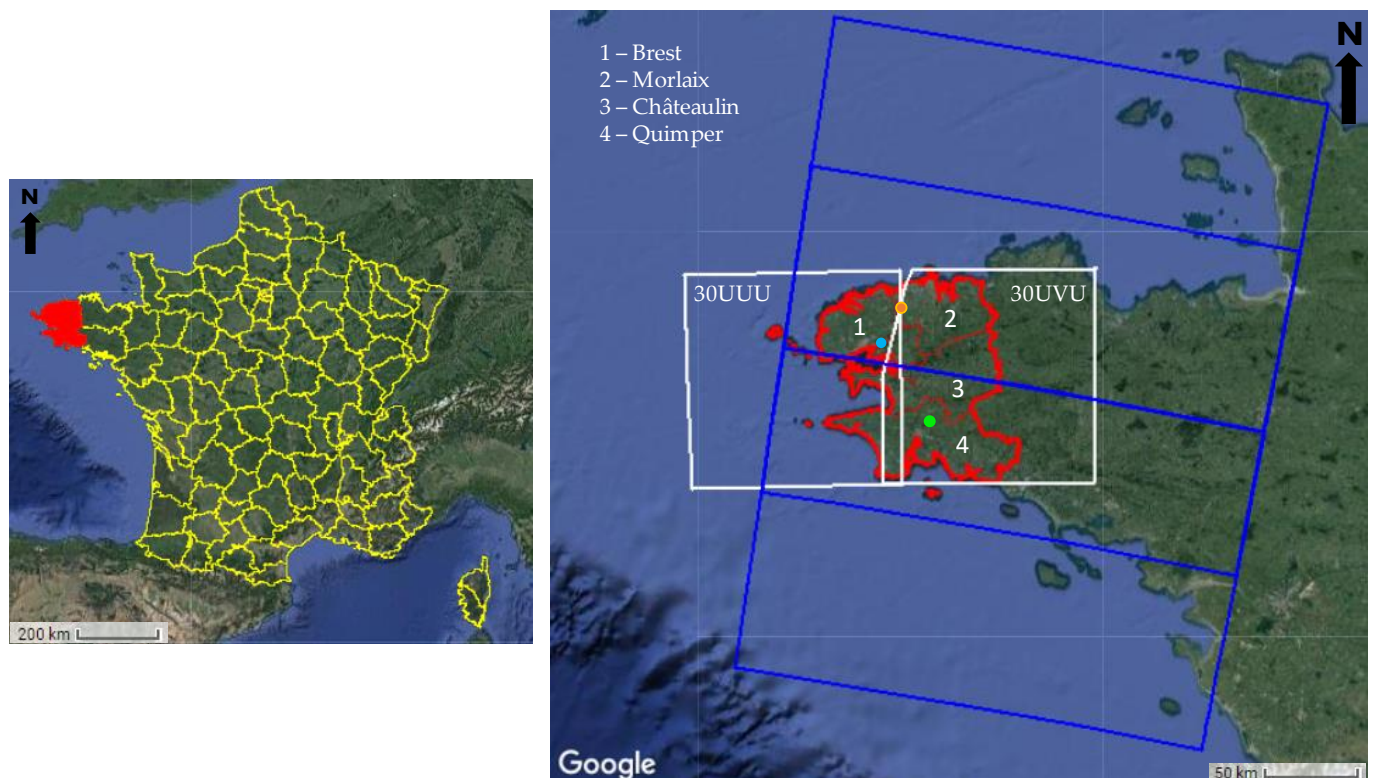 N
200 km
1 – Brest
2 – Morlaix
3 – Châteaulin
4 – Quimper
N
30UUU
30UVU
1
2
3
4
Google
50 km